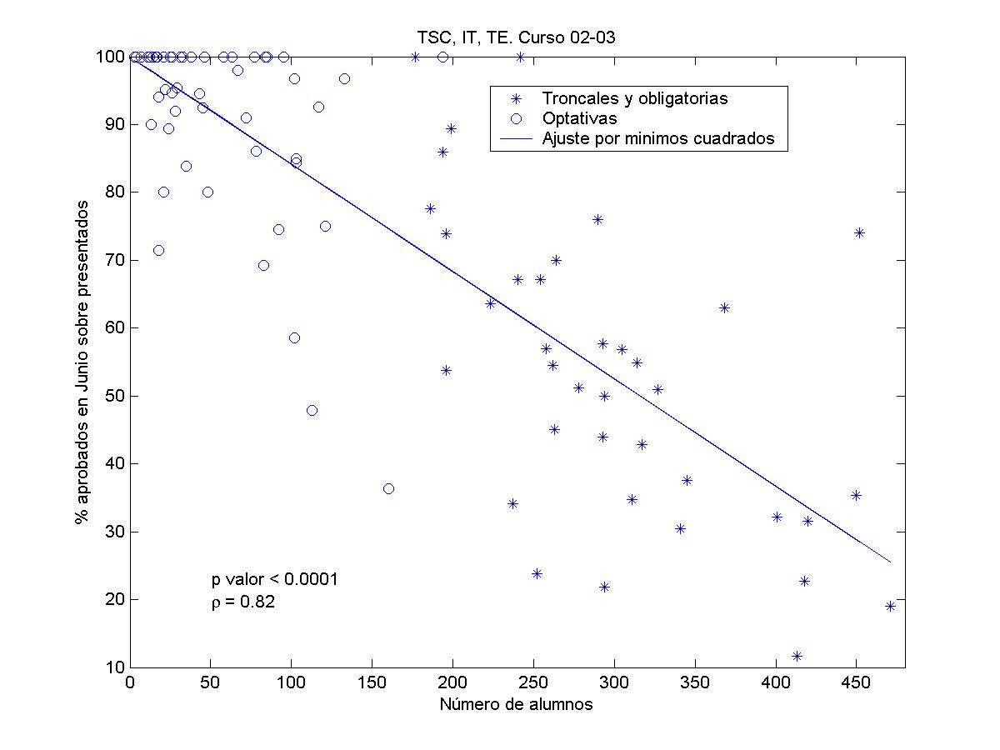 TSC, IT, TE. Curso 02-03
Troncales y obligatorias
Optativas
Ajuste por minimos cuadrados
100
90
80
70
60
50
40
30
20
10
% aprobados en Junio sobre presentados
p valor < 0.0001
ρ = 0.82
0 50 100 150 200 250 300 350 400 450
Número de alumnos